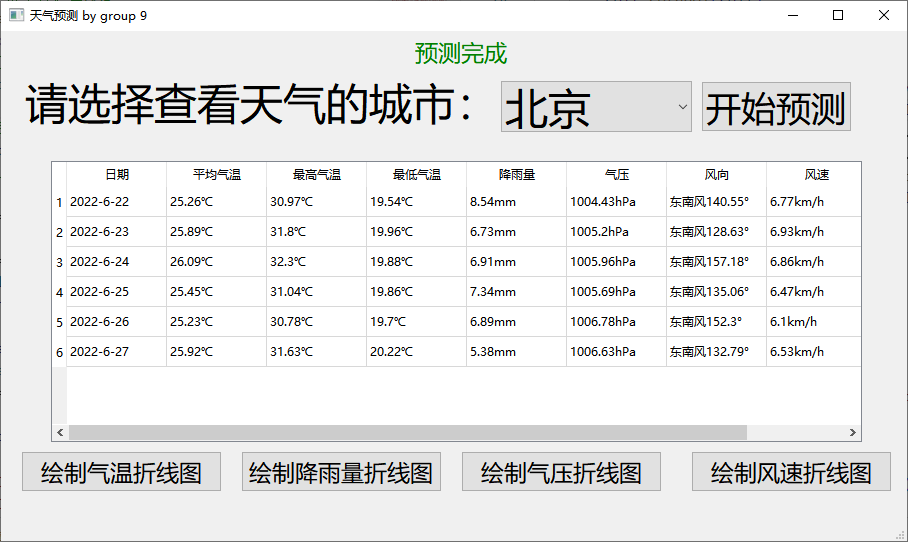 天气预测 by group 9
预测完成
请选择查看天气的城市： 北京 开始预测
日期 平均气温 最高气温 最低气温 降雨量 气压 风向 风速
1 2022-6-22 25.26℃ 30.97℃ 19.54℃ 8.54mm 1004.43hPa 东南风140.55° 6.77km/h
2 2022-6-23 25.89℃ 31.8℃ 19.96℃ 6.73mm 1005.2hPa 东南风128.63° 6.93km/h
3 2022-6-24 26.09℃ 32.3℃ 19.88℃ 6.91mm 1005.96hPa 东南风157.18° 6.86km/h
4 2022-6-25 25.45℃ 31.04℃ 19.86℃ 7.34mm 1005.69hPa 东南风135.06° 6.47km/h
5 2022-6-26 25.23℃ 30.78℃ 19.7℃ 6.89mm 1006.78hPa 东南风152.3° 6.1km/h
6 2022-6-27 25.92℃ 31.63℃ 20.22℃ 5.38mm 1006.63hPa 东南风132.79° 6.53km/h
绘制气温折线图 绘制降雨量折线图 绘制气压折线图 绘制风速折线图